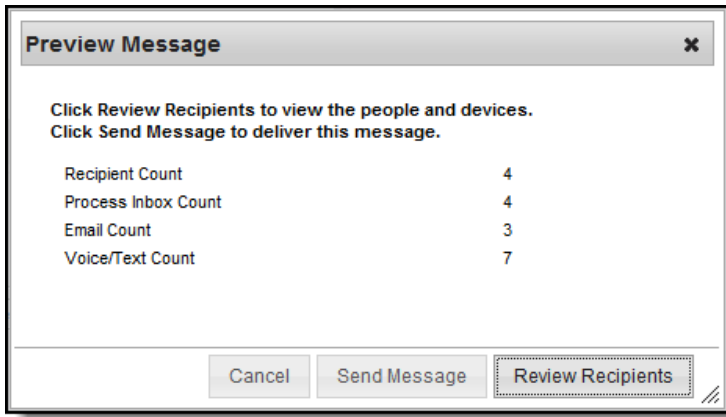 Preview Message
Click Review Recipients to view the people and devices.
Click Send Message to deliver this message.
Recipient Count 4
Process Inbox Count 4
Email Count 3
Voice/Text Count 7
Cancel Send Message Review Recipients